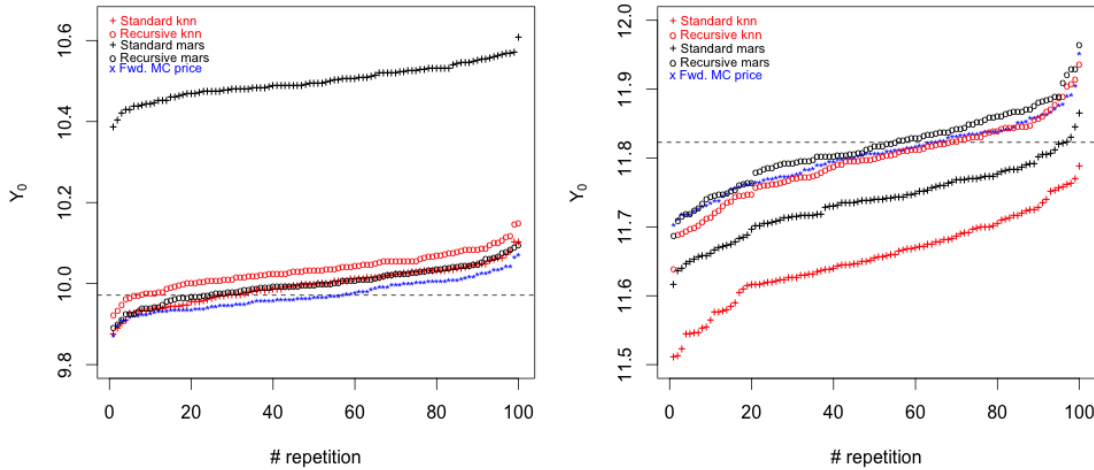 + Standard knn
o Recursive knn
+ Standard mars
o Recursive mars
x Fwd. MC price
10.6
10.4
10.2
10.0
9.8
Y0
0 20 40 60 80 100
# repetition
+ Standard knn
o Recursive knn
+ Standard mars
o Recursive mars
x Fwd. MC price
12.0
11.9
11.8
11.7
11.6
11.5
Y0
0 20 40 60 80 100
# repetition